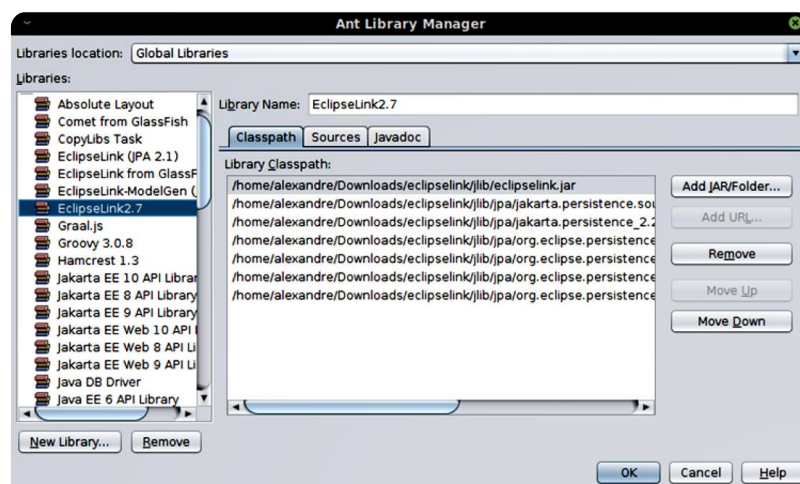 Ant Library Manager
Libraries location: Global Libraries
Libraries:
Absolute Layout
Comet from GlassFish
CopyLibs Task
EclipseLink (JPA 2.1)
EclipseLink from GlassF
EclipseLink-ModelGen (
EclipseLink2.7
Graal.js
Groovy 3.0.8
Hamcrest 1.3
Jakarta EE 10 API Librar
Jakarta EE 8 API Library
Jakarta EE 9 API Library
Jakarta EE Web 10 API l
Jakarta EE Web 8 API Li
Jakarta EE Web 9 API Li
Java DB Driver
Java EE 6 API Library
New Library...
Remove
Library Name: EclipseLink2.7
Classpath Sources Javadoc
Library Classpath:
/home/alexandre/Downloads/eclipselink/jlib/eclipselink.jar
/home/alexandre/Downloads/eclipselink/jlib/jpa/jakarta.persistence.sou
/home/alexandre/Downloads/eclipselink/jlib/jpa/jakarta.persistence_2.2
/home/alexandre/Downloads/eclipselink/jlib/jpa/org.eclipse.persistence
/home/alexandre/Downloads/eclipselink/jlib/jpa/org.eclipse.persistence
/home/alexandre/Downloads/eclipselink/jlib/jpa/org.eclipse.persistence
/home/alexandre/Downloads/eclipselink/jlib/jpa/org.eclipse.persistence
Add JAR/Folder...
Add URL...
Remove
Move Up
Move Down
OK
Cancel
Help